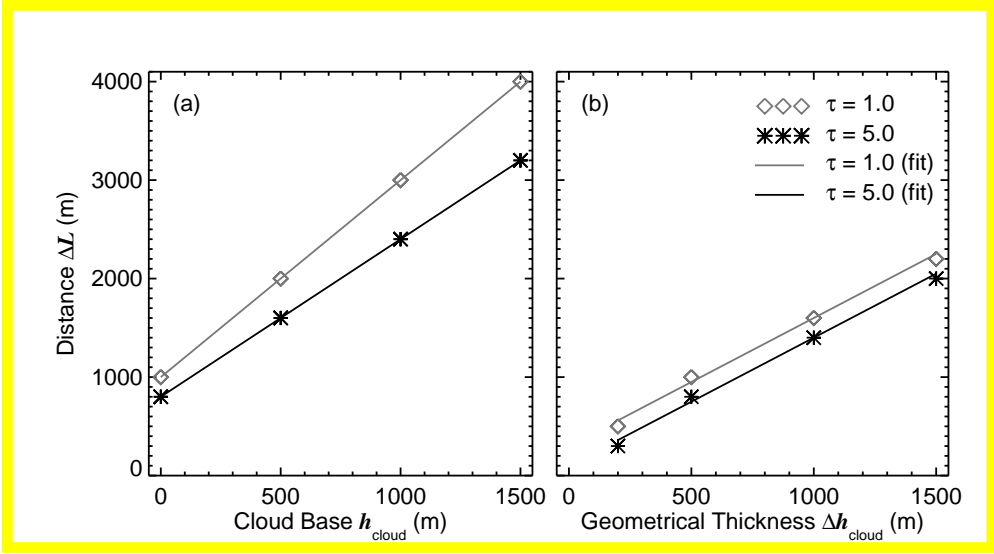 (a)
4000
3000
2000
1000
0
Distance ΔL (m)
0 500 1000 1500
Cloud Base h_cloud (m)
(b)
τ = 1.0
τ = 5.0
τ = 1.0 (fit)
τ = 5.0 (fit)
0 500 1000 1500
Geometrical Thickness Δh_cloud (m)